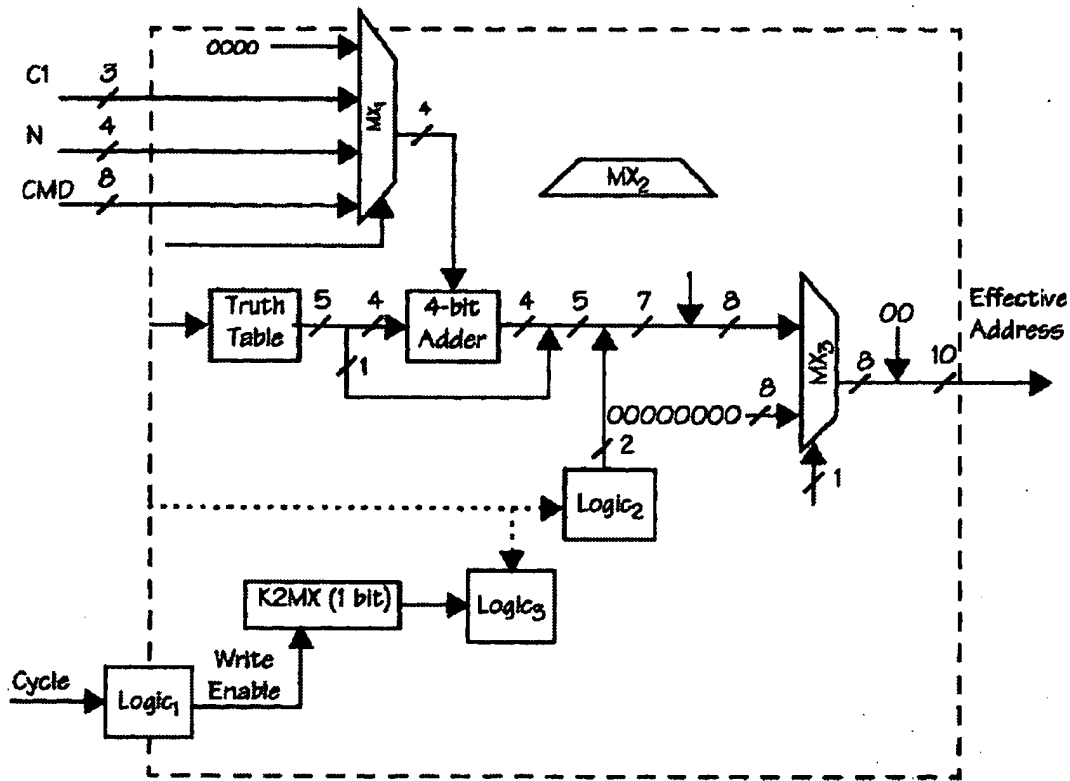 0000
C1
3
N
4
CMD
8
MX1
4
MX2
Truth
Table
5
4
1
4-bit
Adder
4
5
7
8
MX3
00000000
8
1
8
00
10
Effective
Address
2
Logic2
K2MX (1 bit)
Logic3
Cycle
Logic1
Write
Enable